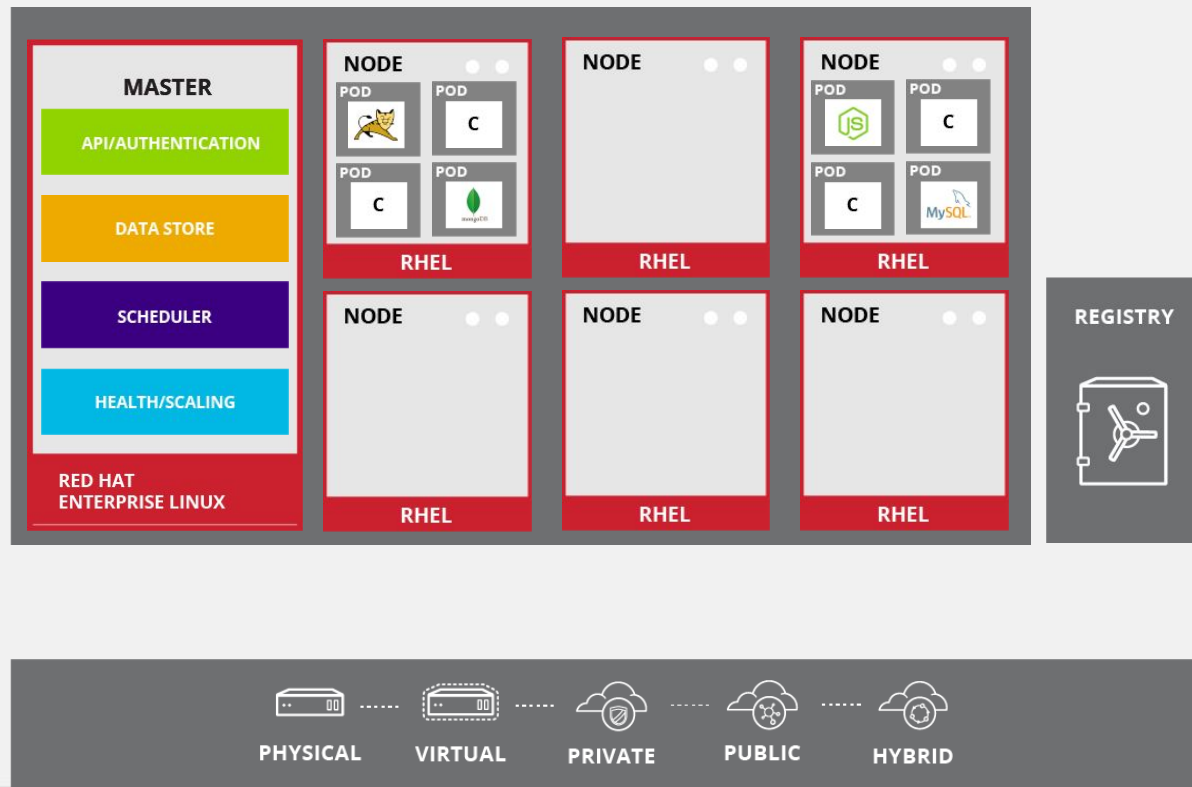 MASTER
API/AUTHENTICATION
DATA STORE
SCHEDULER
HEALTH/SCALING
RED HAT
ENTERPRISE LINUX
NODE
POD
POD
C
POD
C
POD
mongoDB
RHEL
NODE
RHEL
NODE
POD
JS
POD
C
POD
C
POD
MySQL
RHEL
NODE
RHEL
NODE
RHEL
NODE
RHEL
REGISTRY
PHYSICAL
VIRTUAL
PRIVATE
PUBLIC
HYBRID